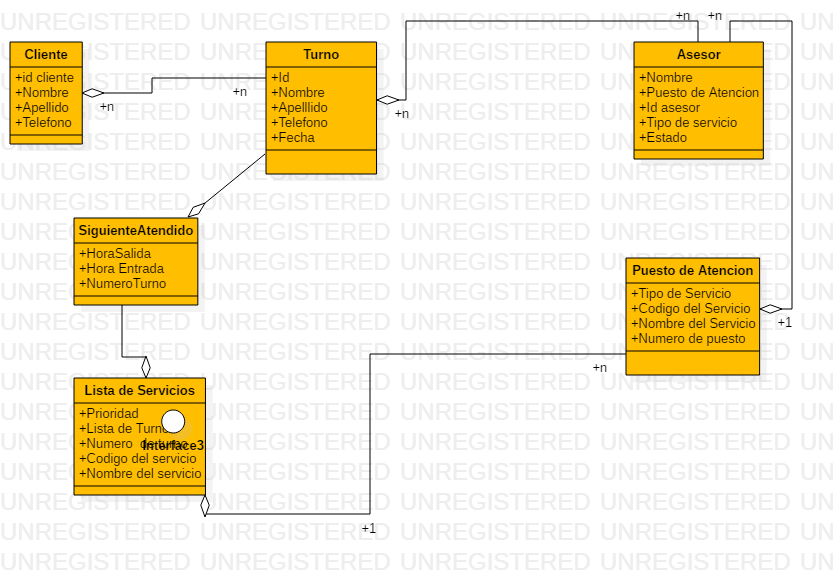 Cliente
+id cliente
+Nombre
+Apellido
+Telefono
+n
+n
Turno
+Id
+Nombre
+Apelllido
+Telefono
+Fecha
+n
+n
+n
Asesor
+Nombre
+Puesto de Atencion
+Id asesor
+Tipo de servicio
+Estado
SiguienteAtendido
+HoraSalida
+Hora Entrada
+NumeroTurno
Puesto de Atencion
+Tipo de Servicio
+Codigo del Servicio
+Nombre del Servicio
+Numero de puesto
+1
+n
Lista de Servicios
+Prioridad
+Lista de Turno
+Numero de turno
Interface3
+Codigo del servicio
+Nombre del servicio
+1
UNREGISTERED